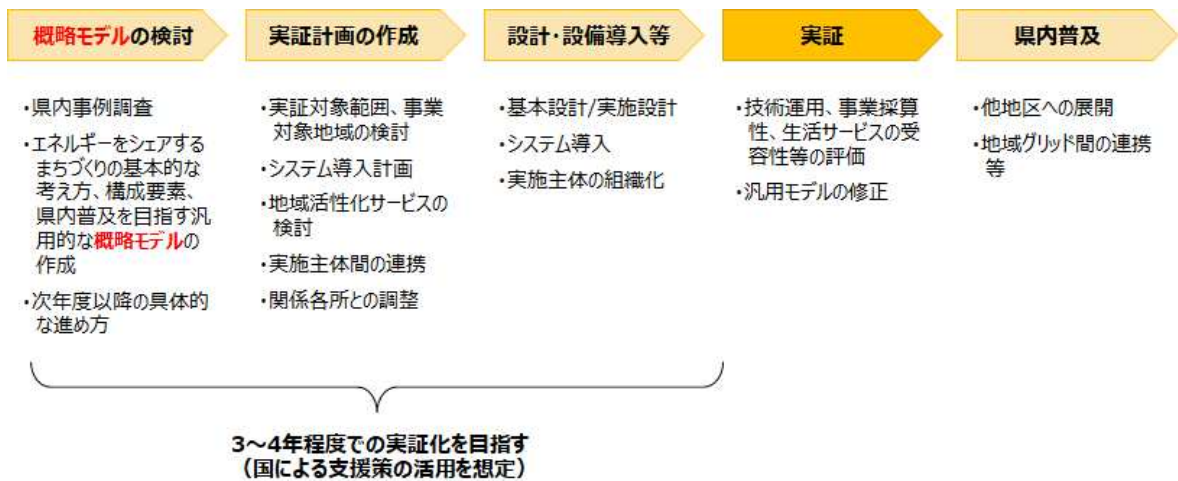 概略モデルの検討
実証計画の作成
設計・設備導入等
実証
県内普及
・県内事例調査
・エネルギーをシェアする
まちづくりの基本的な
考え方、構成要素、
県内普及を目指す汎
用的な概略モデルの
作成
・次年度以降の具体的
な進め方
・実証対象範囲、事業
対象地域の検討
・システム導入計画
・地域活性化サービスの
検討
・実施主体間の連携
・関係各所との調整
・基本設計/実施設計
・システム導入
・実施主体の組織化
・技術運用、事業採算
性、生活サービスの受
容性等の評価
・汎用モデルの修正
・他地区への展開
・地域グリッド間の連携
等
3～4年程度での実証化を目指す
（国による支援策の活用を想定）